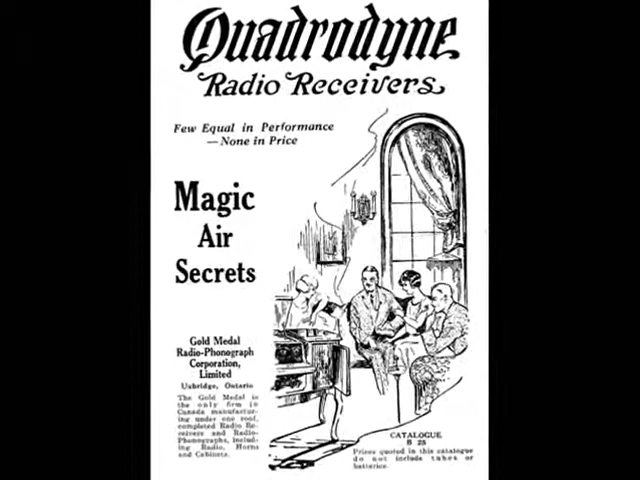 Quadrodyne
Radio Receivers
Few Equal in Performance
—None in Price
Magic
Air
Secrets
Gold Medal
Radio-Phonograph
Corporation,
Limited
Uxbridge, Ontario
The Gold Medal is
the only firm in
Canada manufactur-
ing under one roof,
completed Radio Re-
ceivers and Radio-
Phonographs, includ-
ing Radio, Horns
and Cabinets.
CATALOGUE
B 25
Prices quoted in this catalogue
do not include tubes or
batteries.